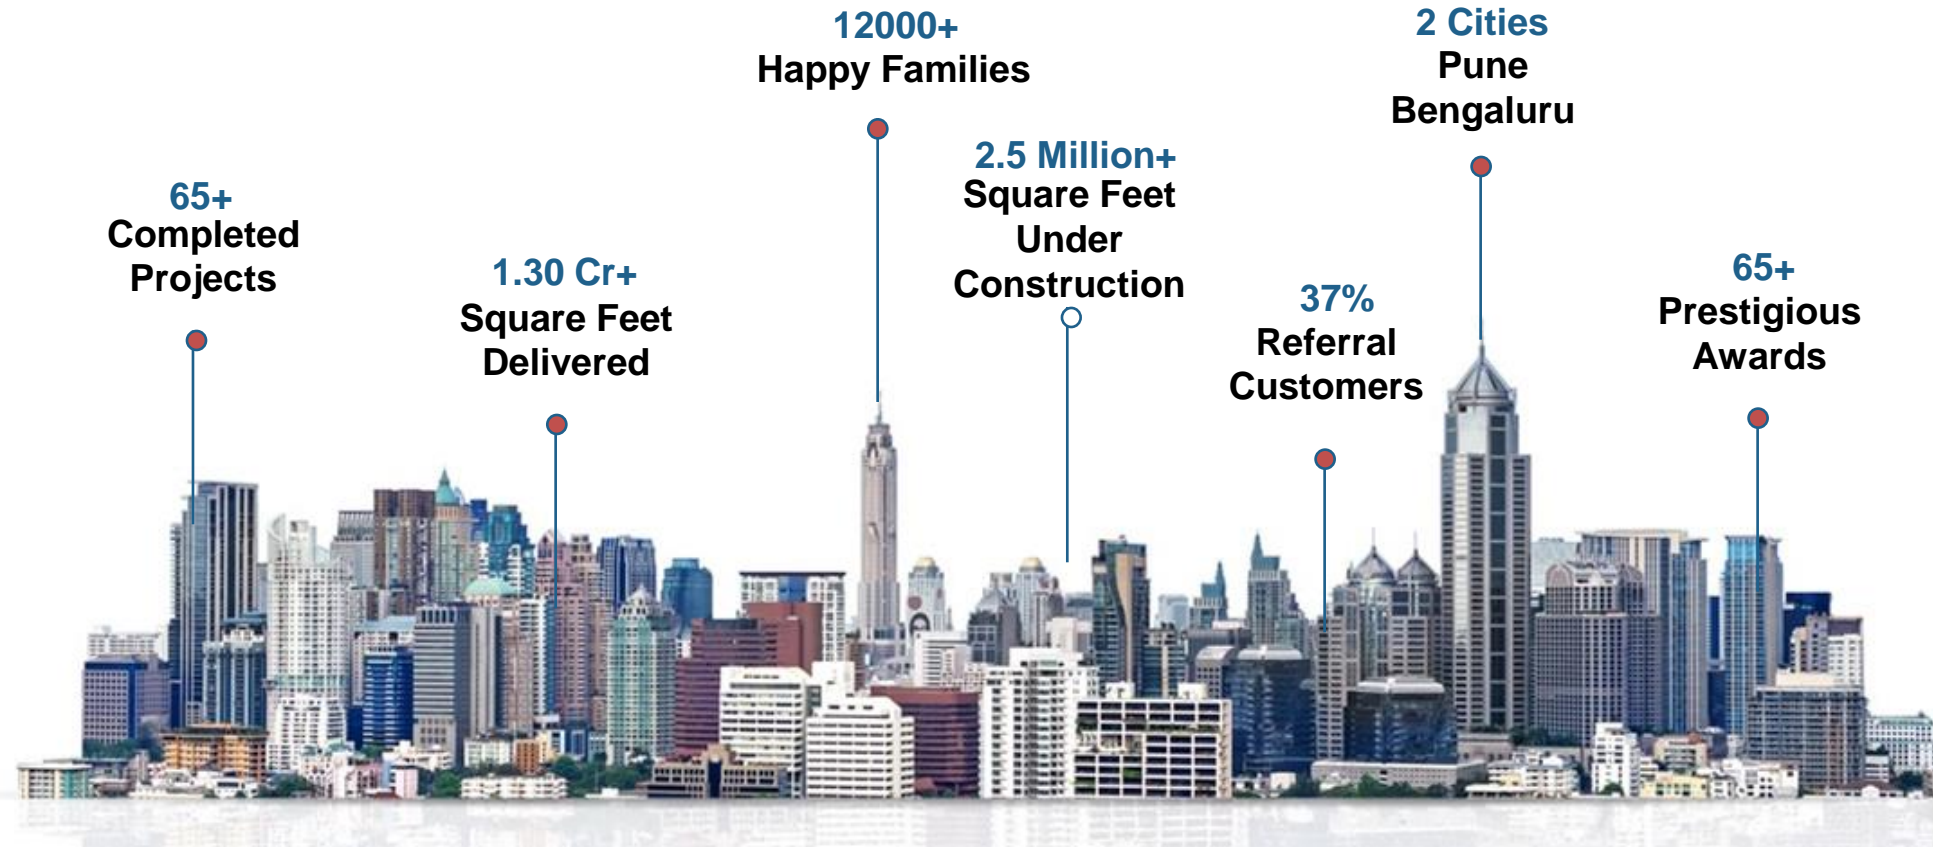 65+
Completed
Projects
1.30 Cr+
Square Feet
Delivered
12000+
Happy Families
2.5 Million+
Square Feet
Under
Construction
37%
Referral
Customers
2 Cities
Pune
Bengaluru
65+
Prestigious
Awards